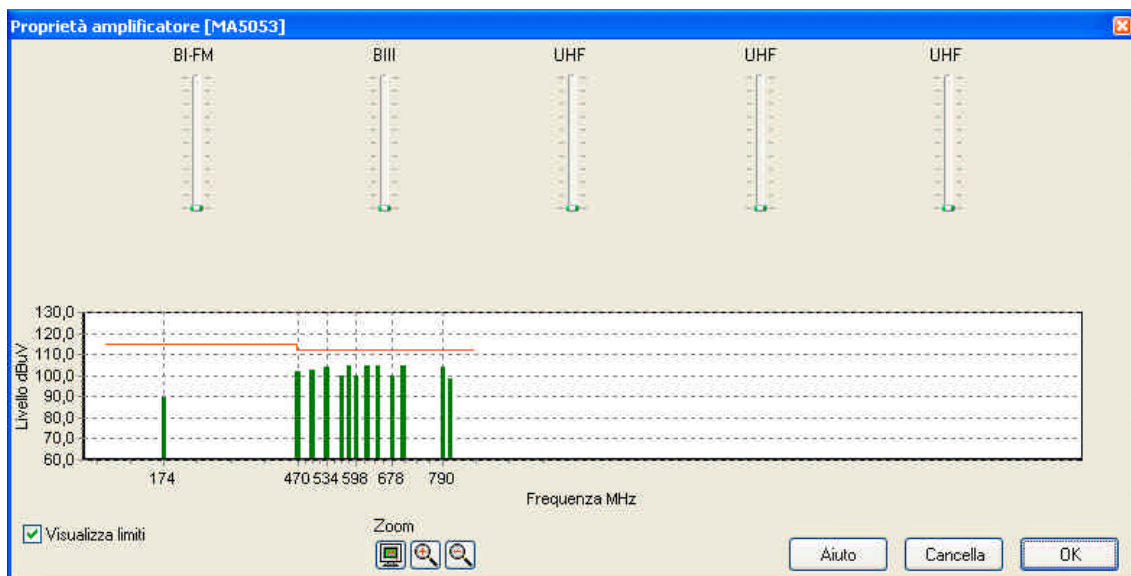 Proprietà amplificatore [MA5053]
BI-FM BIII UHF UHF UHF
130,0
120,0
110,0
100,0
90,0
80,0
70,0
60,0
Livello dBuV
174 470 534 598 678 790
Frequenza MHz
Visualizza limiti
Zoom
Aiuto Cancella OK